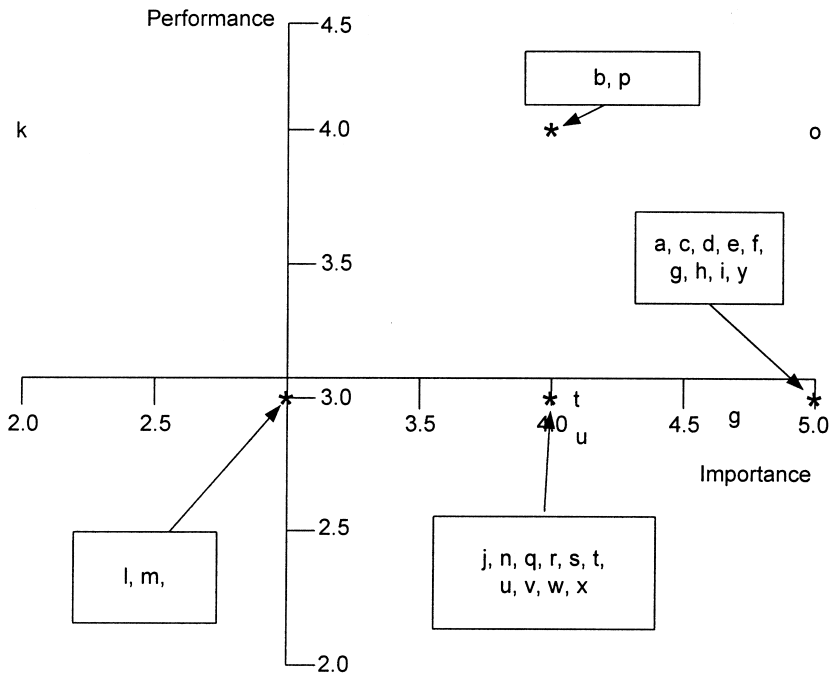 Performance
4.5
b, p
k
4.0
*
o
a, c, d, e, f,
g, h, i, y
3.5
* 3.0
* t
*
2.0
2.5
3.5
4.0
u
4.5
g
5.0
Importance
2.5
l, m,
j, n, q, r, s, t,
u, v, w, x
2.0